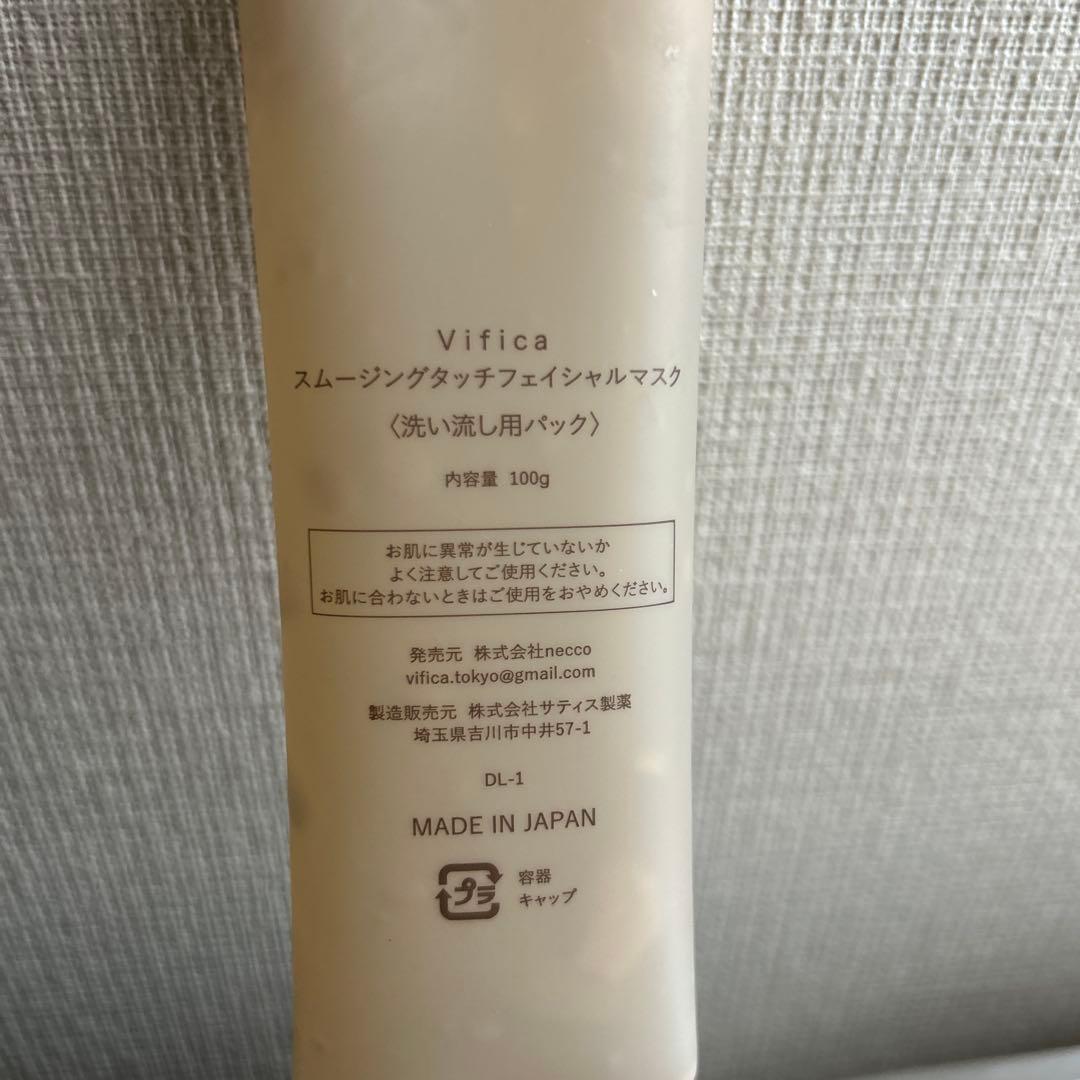 Vifica
スムージングタッチフェイシャルマスク
〈洗い流し用パック〉
内容量 100g
お肌に異常が生じていないか
よく注意してご使用ください。
お肌に合わないときはご使用をおやめください。
発売元 株式会社necco
vifica.tokyo@gmail.com
製造販売元 株式会社サティス製薬
埼玉県吉川市中井57-1
DL-1
MADE IN JAPAN
プラ
容器
キャップ